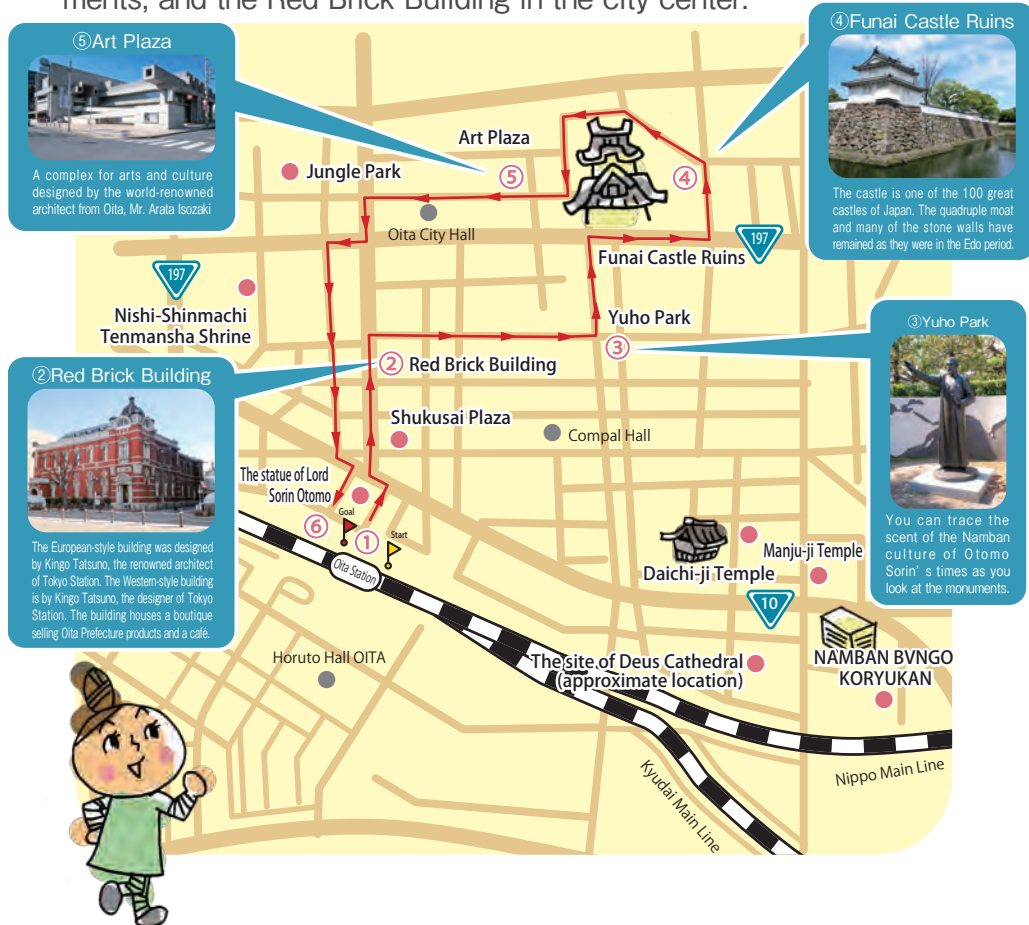 ments, and the Red Brick Building in the city center.
⑤Art Plaza
A complex for arts and culture
designed by the world-renowned
architect from Oita, Mr. Arata Isozaki
④Funai Castle Ruins
The castle is one of the 100 great
castles of Japan. The quadruple moat
and many of the stone walls have
remained as they were in the Edo period.
Art Plaza
⑤
④
Jungle Park
Oita City Hall
197
Funai Castle Ruins
197
Nishi-Shinmachi
Tenmansha Shrine
Yuho Park
③
③Yuho Park
You can trace the
scent of the Namban
culture of Otomo
Sorin’s times as you
look at the monuments.
②Red Brick Building
The European-style building was designed
by Kingo Tatsuno, the renowned architect
of Tokyo Station. The Western-style building
is by Kingo Tatsuno, the designer of Tokyo
Station. The building houses a boutique
selling Oita Prefecture products and a café.
② Red Brick Building
Shukusai Plaza
Compal Hall
The statue of Lord
Sorin Otomo
Goal
⑥
①
Start
Oita Station
Daichi-ji Temple
Manju-ji Temple
10
Horuto Hall OITA
The site of Deus Cathedral
(approximate location)
NAMBAN BVNGO
KORYUKAN
Kyudai Main Line
Nippo Main Line